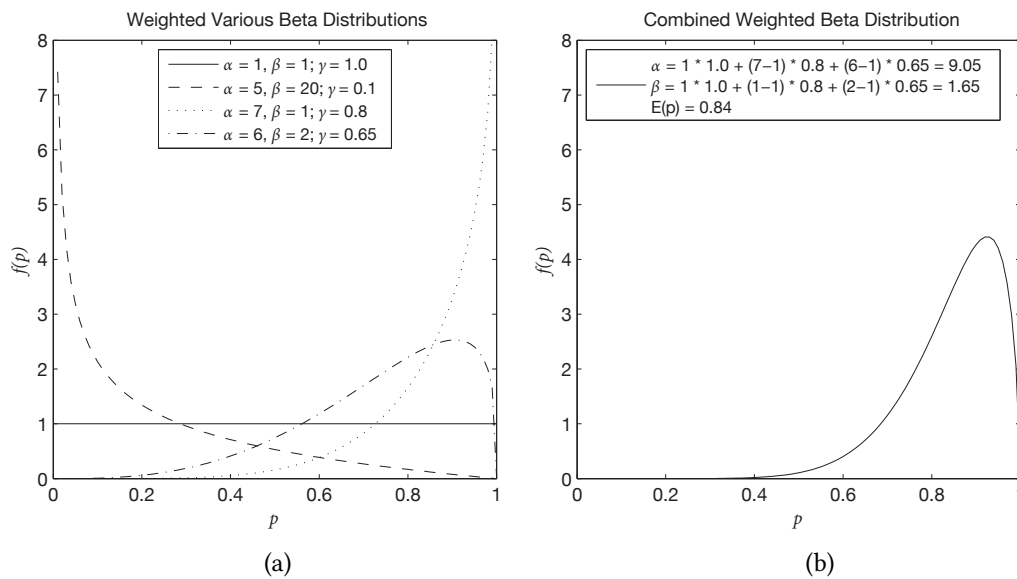 Weighted Various Beta Distributions
8
7
6
5
4
3
2
1
0
f(p)
α = 1, β = 1; γ = 1.0
α = 5, β = 20; γ = 0.1
α = 7, β = 1; γ = 0.8
α = 6, β = 2; γ = 0.65
0 0.2 0.4 0.6 0.8 1
p
(a)
Combined Weighted Beta Distribution
8
7
6
5
4
3
2
1
0
f(p)
α = 1 * 1.0 + (7–1) * 0.8 + (6–1) * 0.65 = 9.05
β = 1 * 1.0 + (1–1) * 0.8 + (2–1) * 0.65 = 1.65
E(p) = 0.84
0 0.2 0.4 0.6 0.8 1
p
(b)